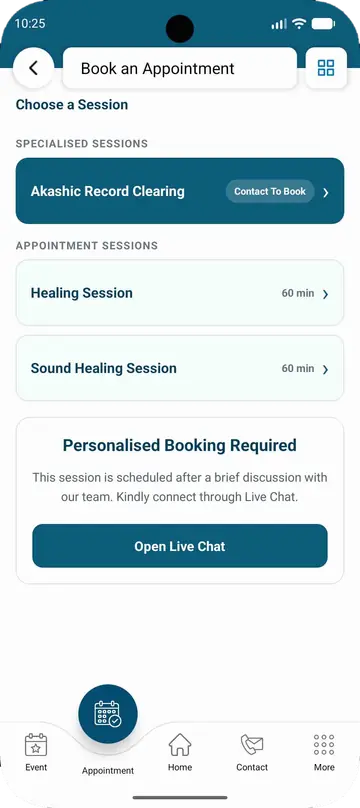 10:25
Book an Appointment
Choose a Session
SPECIALISED SESSIONS
Akashic Record Clearing
Contact To Book
APPOINTMENT SESSIONS
Healing Session
60 min
Sound Healing Session
60 min
Personalised Booking Required
This session is scheduled after a brief discussion with
our team. Kindly connect through Live Chat.
Open Live Chat
Event
Appointment
Home
Contact
More